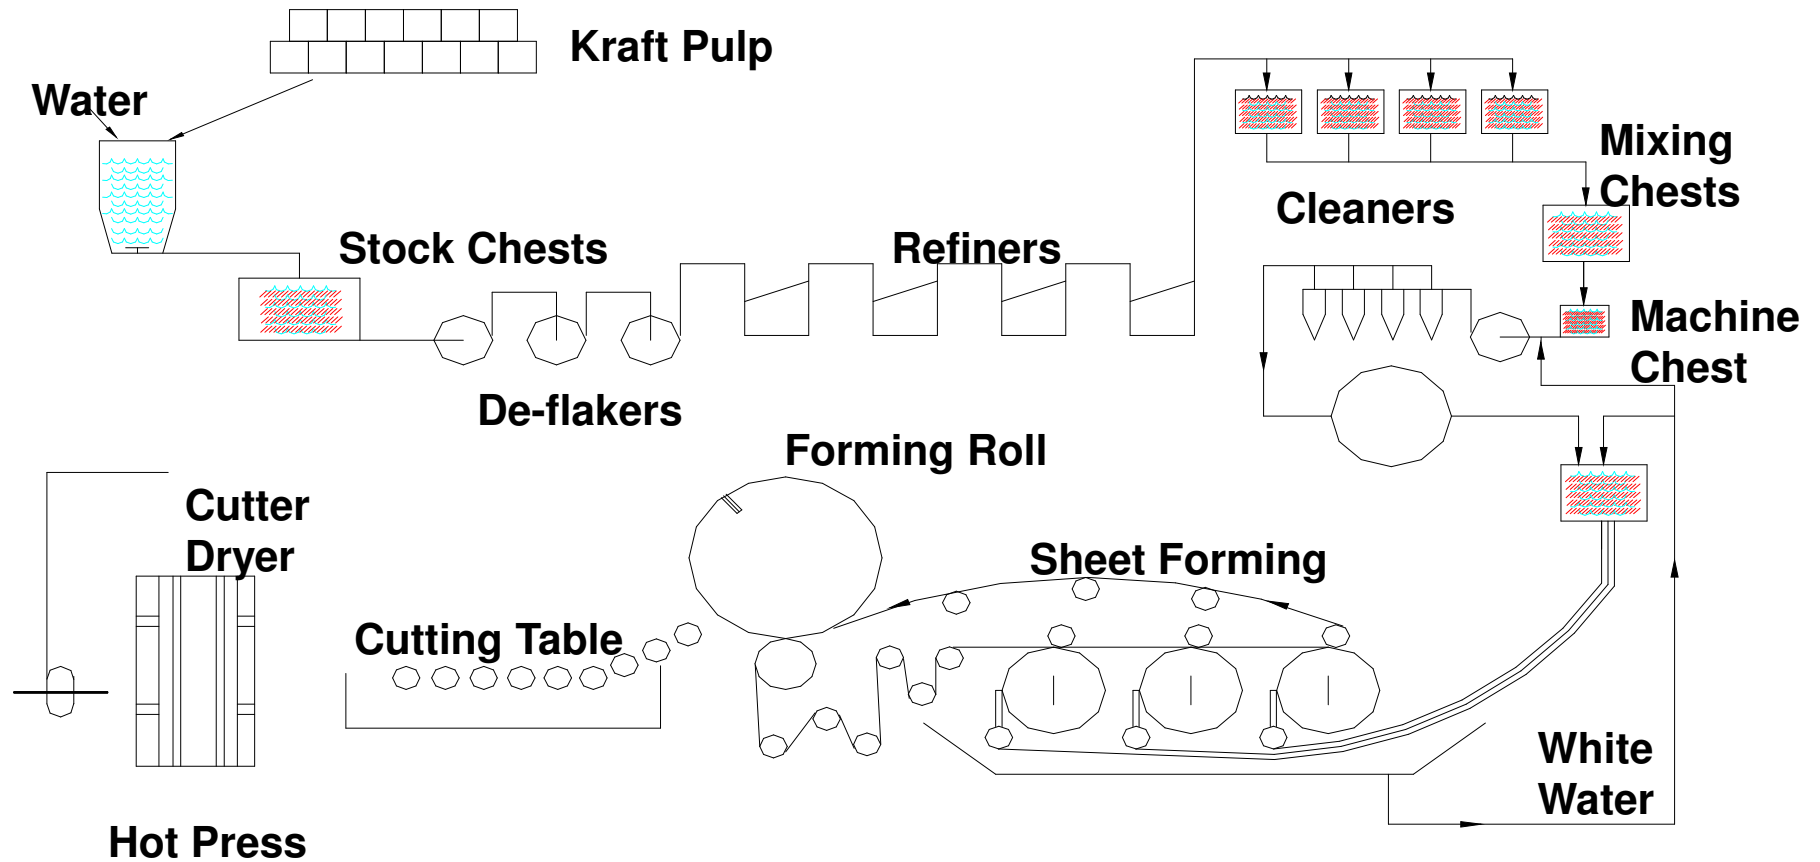 Kraft Pulp
Water
Mixing
Chests
Cleaners
Stock Chests
Refiners
Machine
Chest
De-flakers
Forming Roll
Cutter
Dryer
Sheet Forming
Cutting Table
White
Water
Hot Press